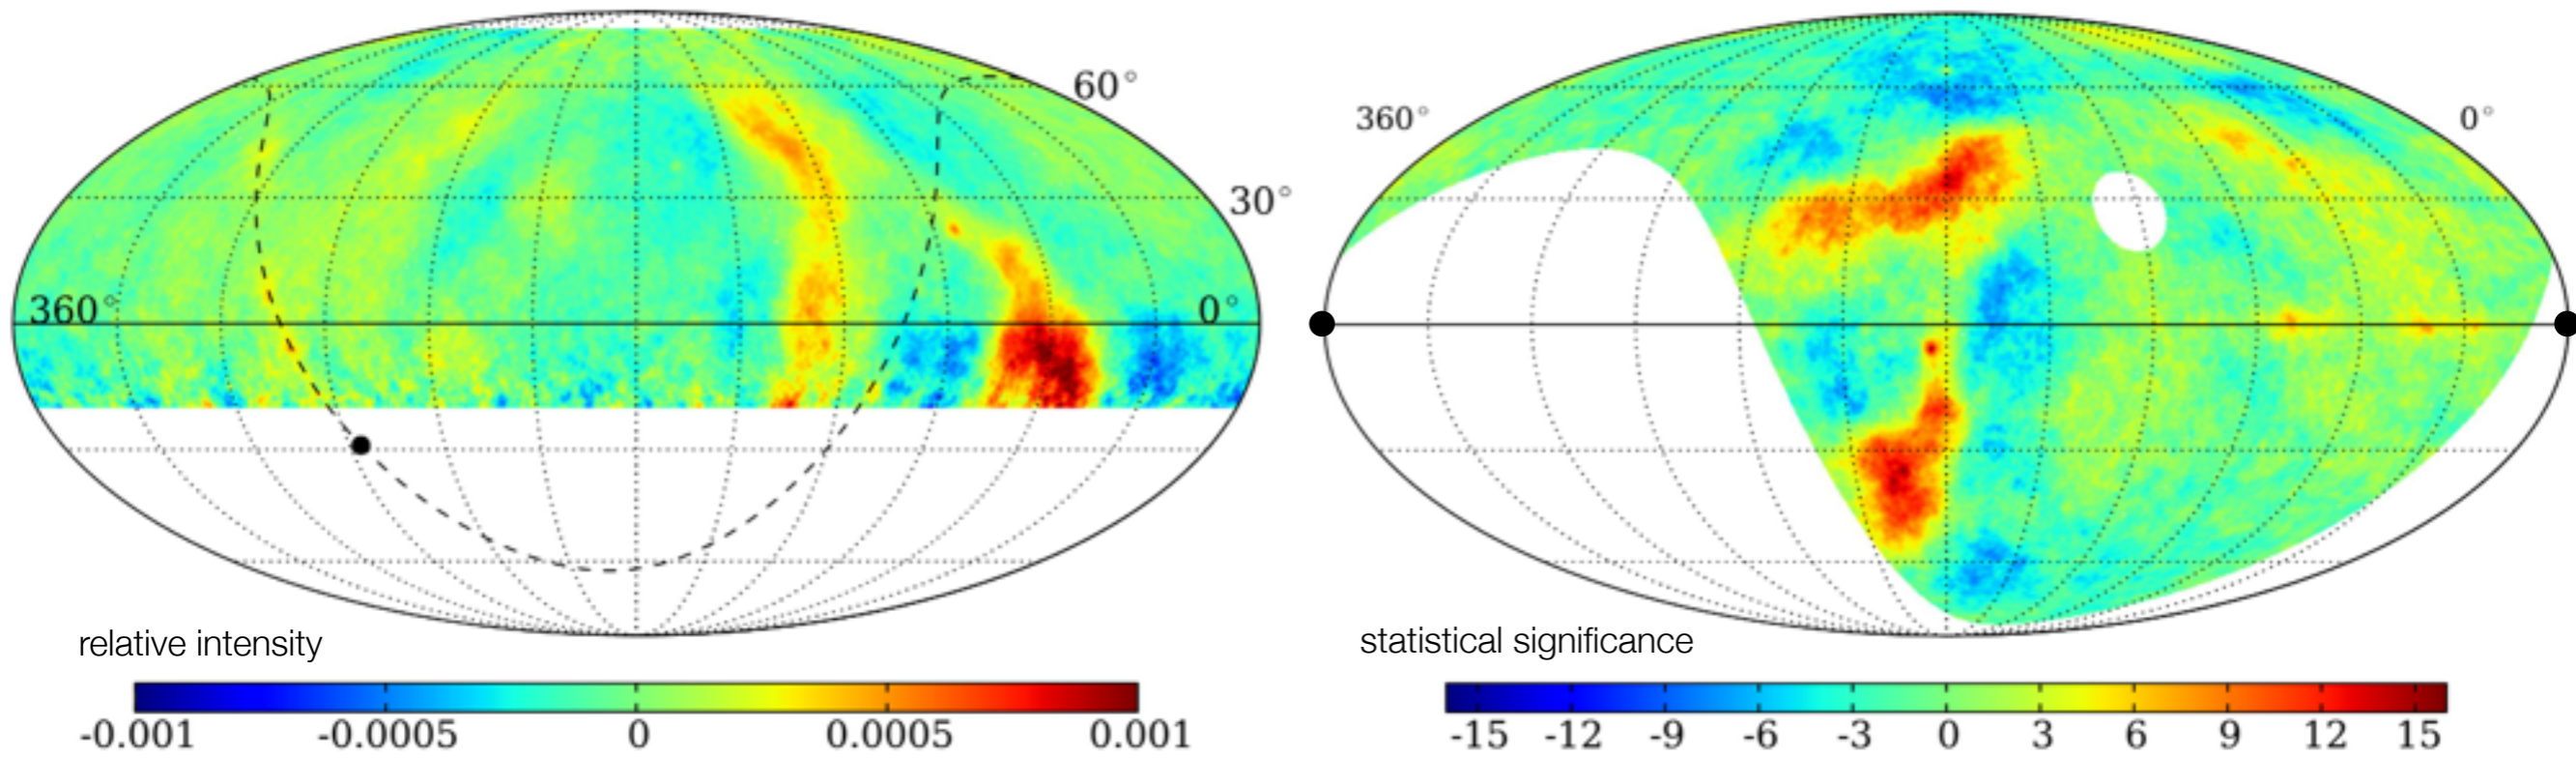 60°
30°
360°
0°
relative intensity
-0.001 -0.0005 0 0.0005 0.001
360°
0°
statistical significance
-15 -12 -9 -6 -3 0 3 6 9 12 15